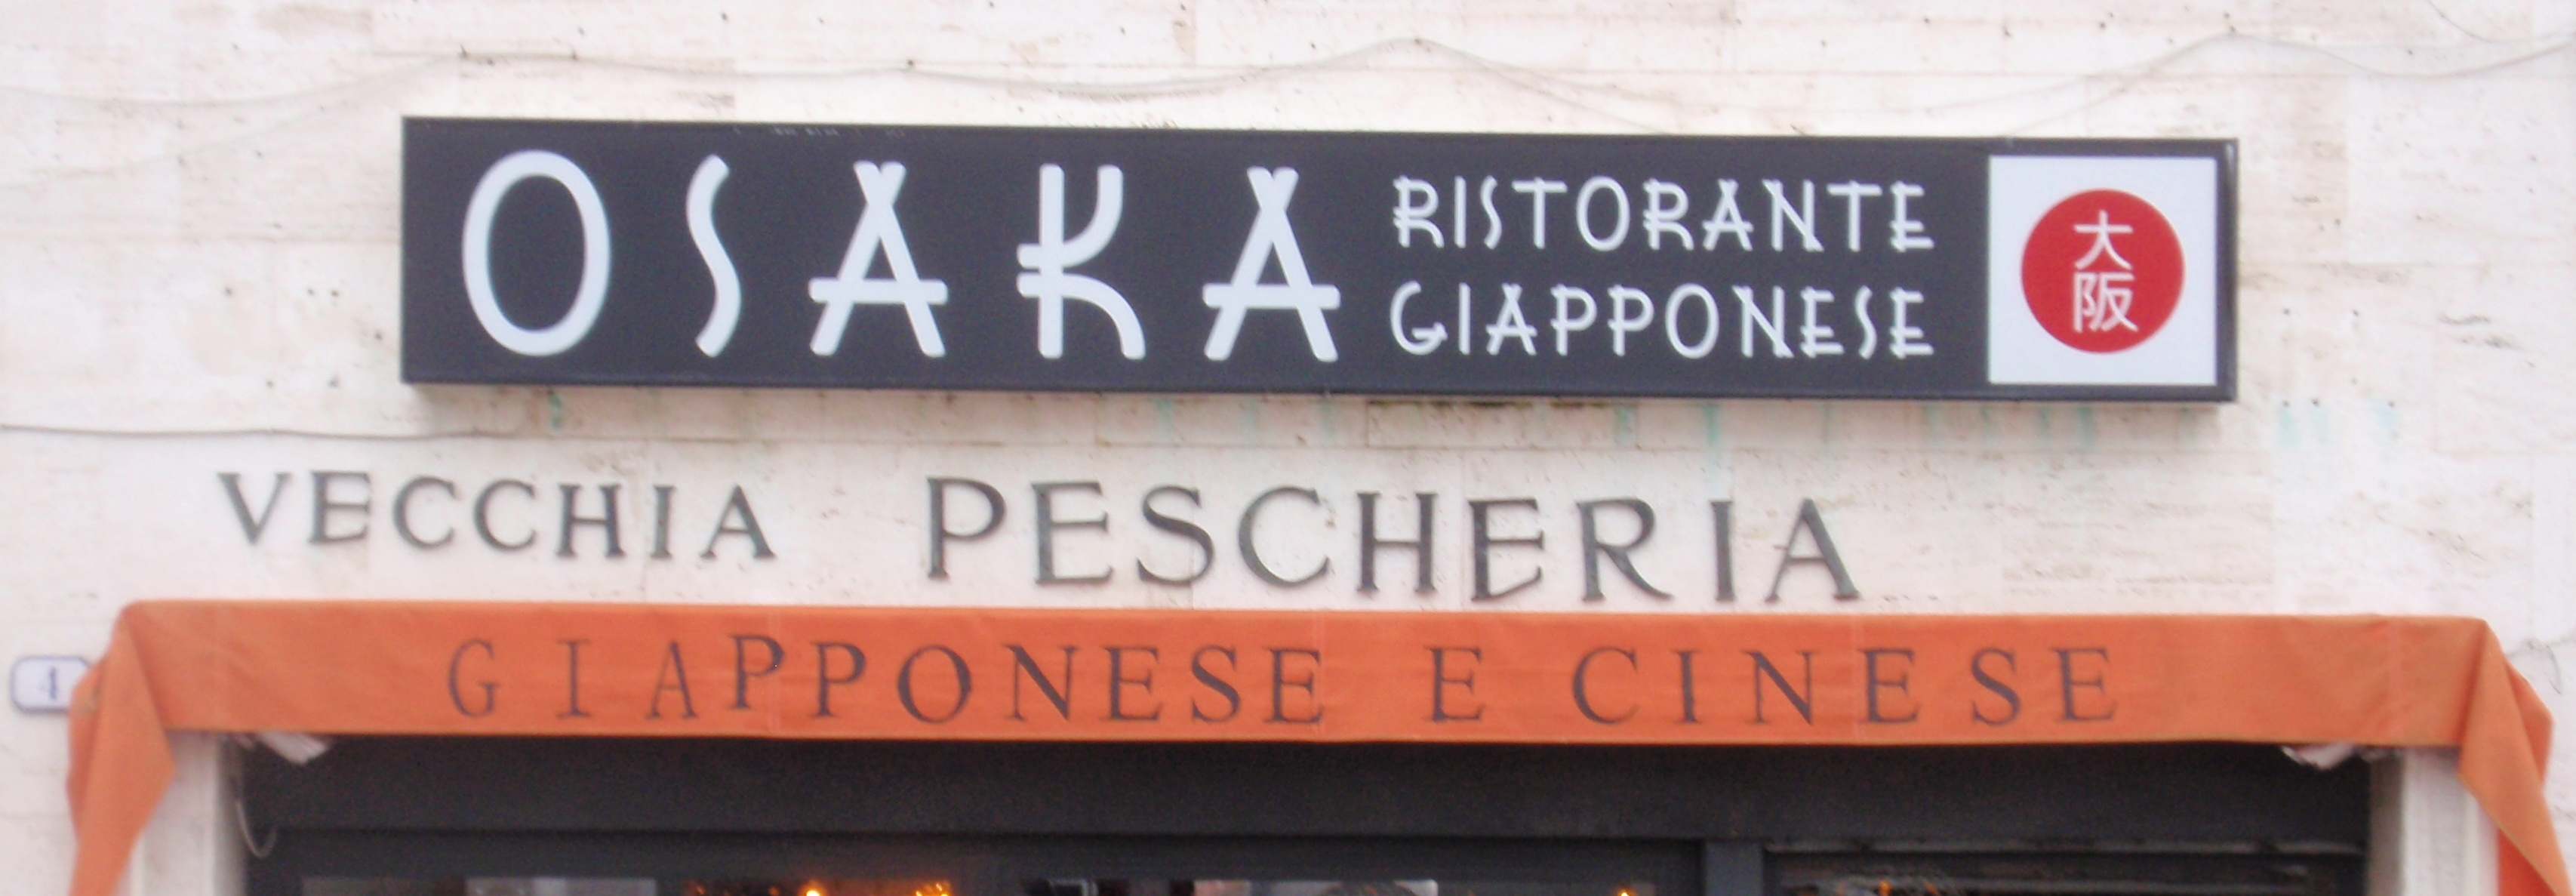 OSAKA
RISTORANTE
GIAPPONESE
大
阪
VECCHIA PESCHERIA
GIAPPONESE E CINESE
4